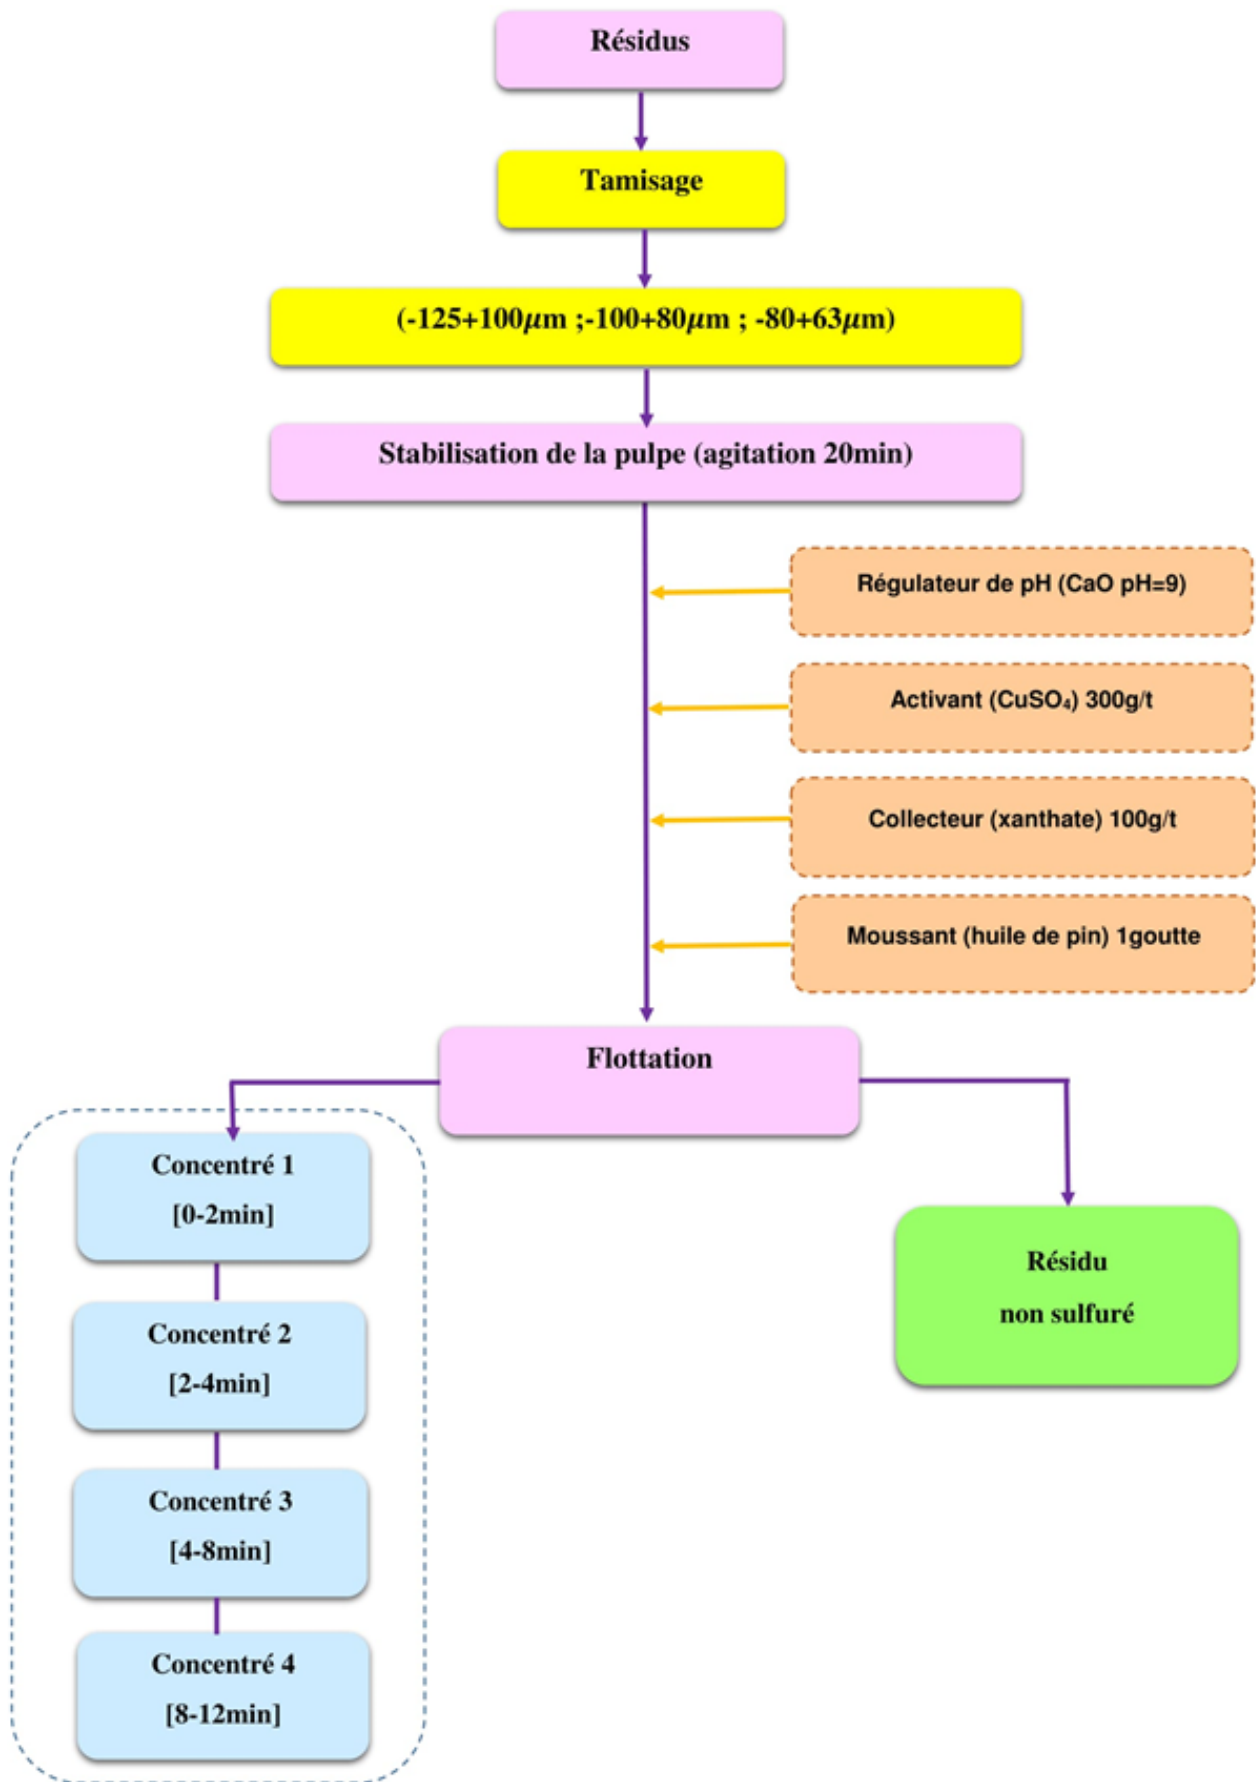 Résidus
Tamisage
(-125+100µm ;-100+80µm ; -80+63µm)
Stabilisation de la pulpe (agitation 20min)
Régulateur de pH (CaO pH=9)
Activant (CuSO₄) 300g/t
Collecteur (xanthate) 100g/t
Moussant (huile de pin) 1goutte
Flottation
Concentré 1
[0-2min]
Concentré 2
[2-4min]
Concentré 3
[4-8min]
Concentré 4
[8-12min]
Résidu
non sulfuré